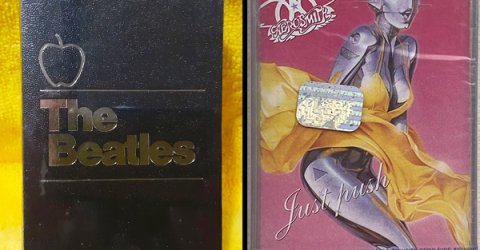 The
Beatles
AEROSMITH
Just push